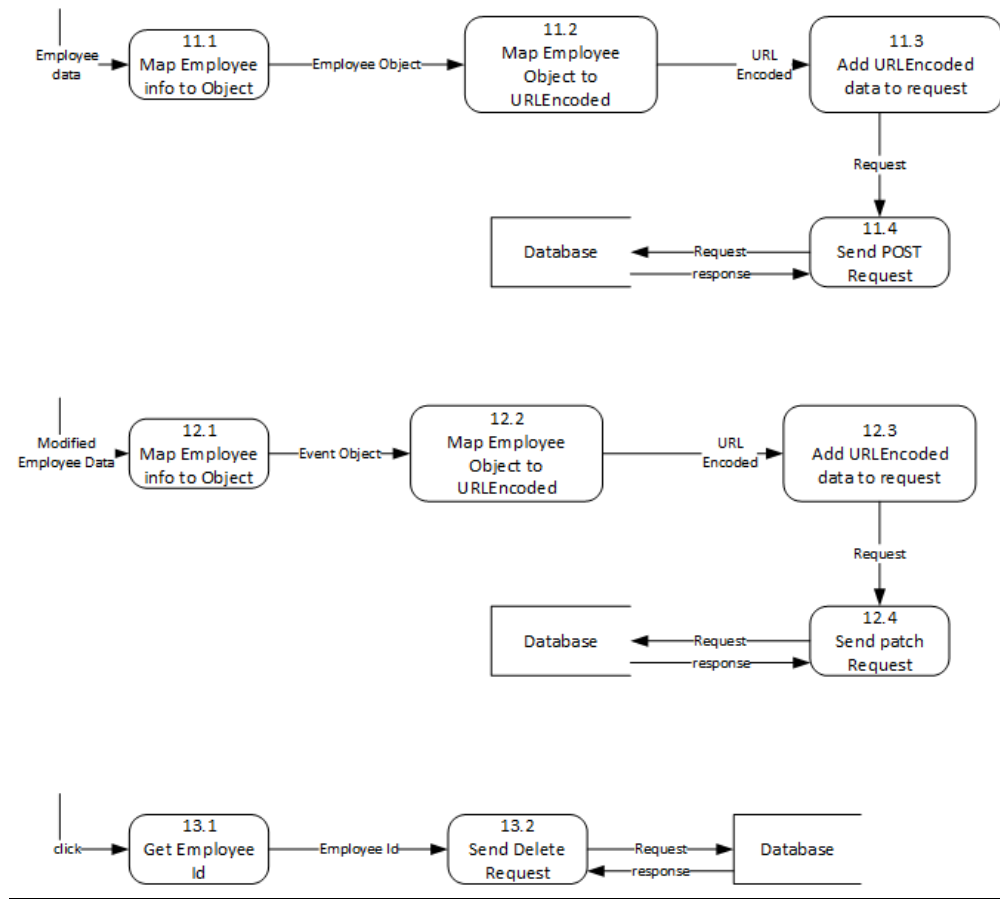 Employee
data
11.1
Map Employee
info to Object
Employee Object
11.2
Map Employee
Object to
URLEncoded
URL
Encoded
11.3
Add URLEncoded
data to request
Request
Database
Request
response
11.4
Send POST
Request
Modified
Employee Data
12.1
Map Employee
info to Object
Event Object
12.2
Map Employee
Object to
URLEncoded
URL
Encoded
12.3
Add URLEncoded
data to request
Request
Database
Request
response
12.4
Send patch
Request
click
13.1
Get Employee
Id
Employee Id
13.2
Send Delete
Request
Request
response
Database